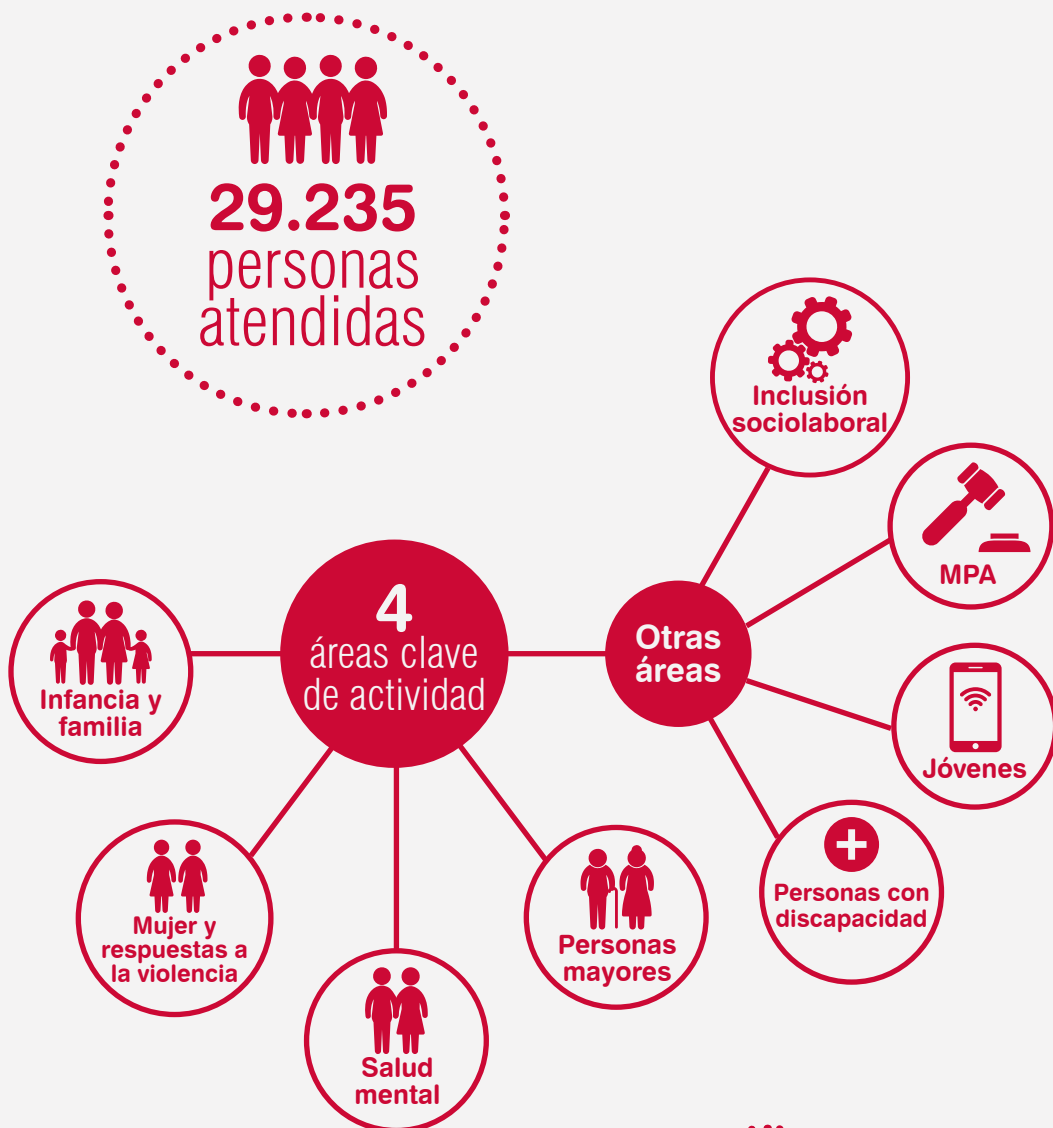 29.235
personas
atendidas
Inclusión
sociolaboral
MPA
4
áreas clave
de actividad
Otras
áreas
Infancia y
familia
Jóvenes
Mujer y
respuestas a
la violencia
Personas
mayores
Personas con
discapacidad
Salud
mental